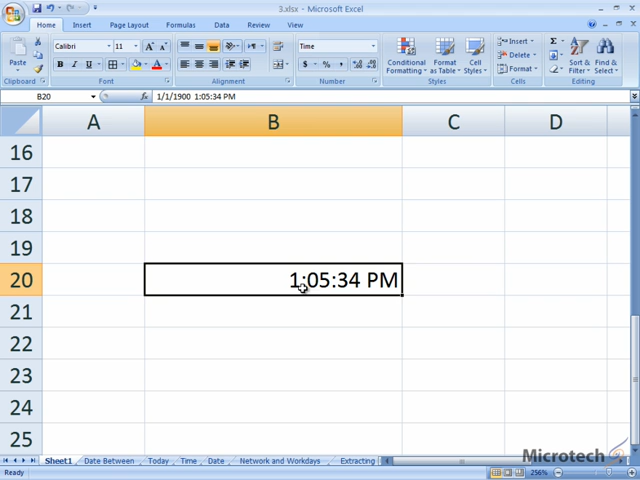 3.xlsx - Microsoft Excel
Home Insert Page Layout Formulas Data Review View
Paste
Clipboard
Calibri 11 A A
B I U
Font
Alignment
Time
$ % ,
Number
Conditional Formatting
Format as Table
Cell Styles
Styles
Insert
Delete
Format
Cells
Σ
Sort & Filter
Find & Select
Editing
B20 fx 1/1/1900 1:05:34 PM
A B C D
16
17
18
19
20 1:05:34 PM
21
22
23
24
25
Microtech
Sheet1 Date Between Today Time Date Network and Workdays Extracting
Ready 256%